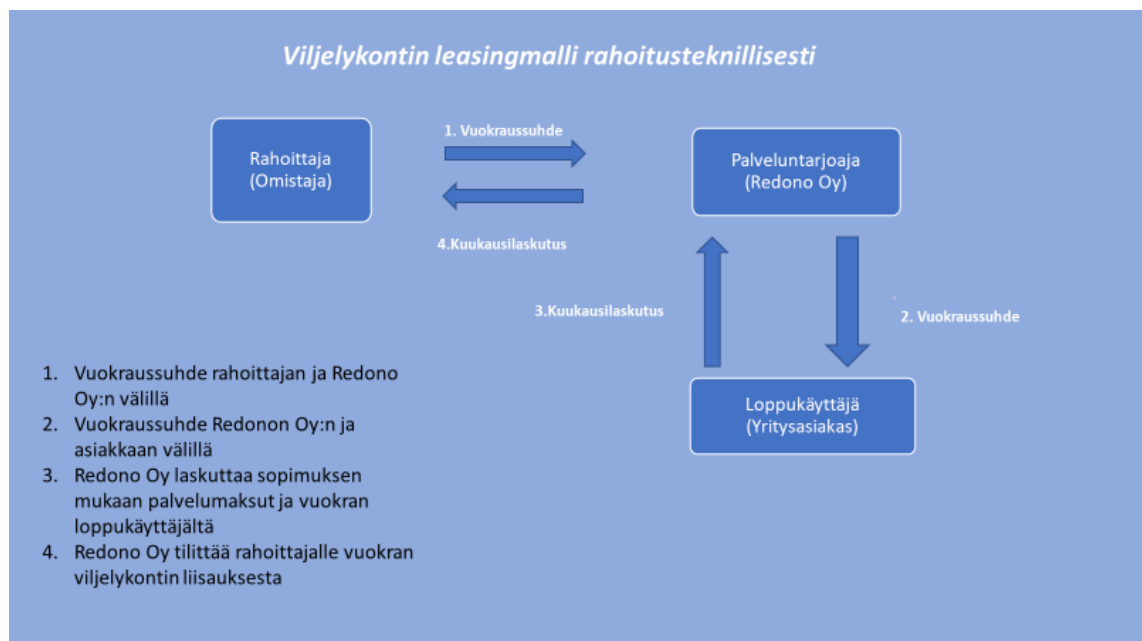 Viljelykontin leasingmalli rahoitusteknillisesti
Rahoittaja
(Omistaja)
1. Vuokraussuhde
4.Kuukausilaskutus
Palveluntarjoaja
(Redono Oy)
3.Kuukausilaskutus
2. Vuokraussuhde
Loppukäyttäjä
(Yritysasiakas)
1. Vuokraussuhde rahoittajan ja Redono
Oy:n välillä
2. Vuokraussuhde Redonon Oy:n ja
asiakkaan välillä
3. Redono Oy laskuttaa sopimuksen
mukaan palvelumaksut ja vuokran
loppukäyttäjältä
4. Redono Oy tilittää rahoittajalle vuokran
viljelykontin liisauksesta